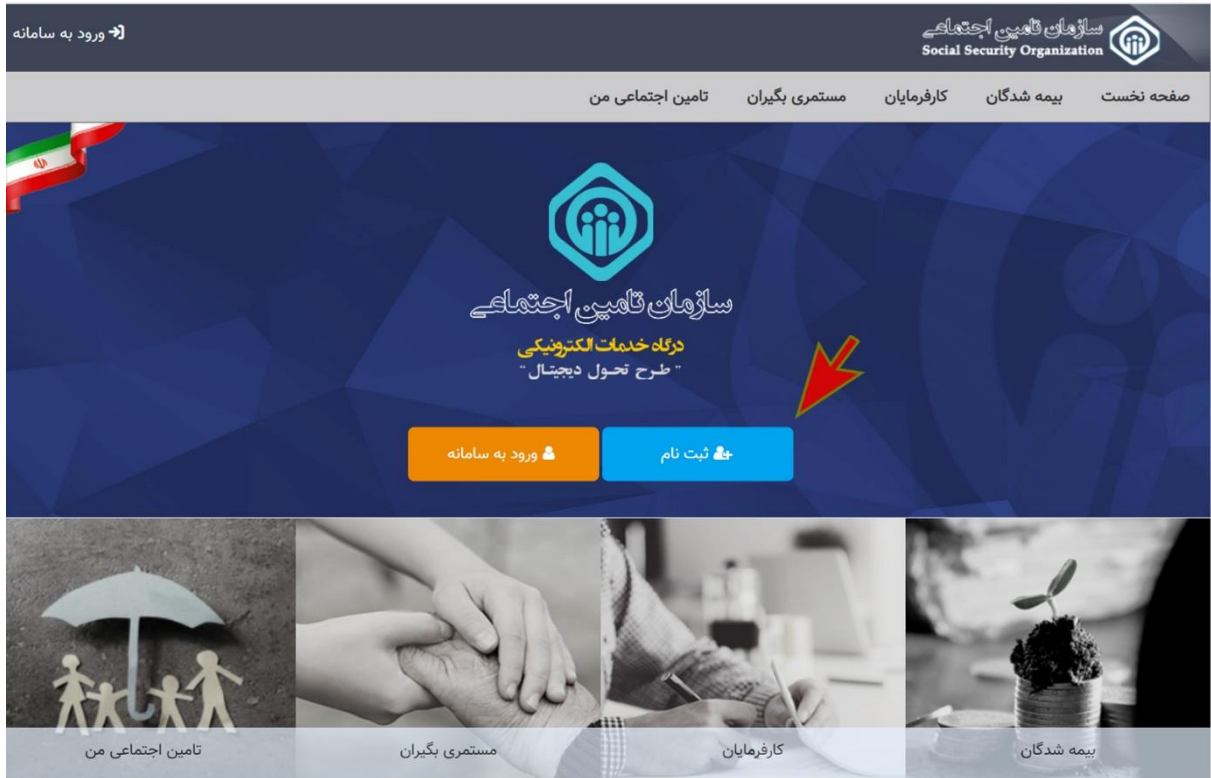 سازمان تامین اجتماعی
Social Security Organization
ورود به سامانه
صفحه نخست
بیمه شدگان
کارفرمایان
مستمری بگیران
تامین اجتماعی من
سازمان تامین اجتماعی
درگاه خدمات الکترونیکی
" طرح تحول دیجیتال "
ثبت نام
ورود به سامانه
بیمه شدگان
کارفرمایان
مستمری بگیران
تامین اجتماعی من